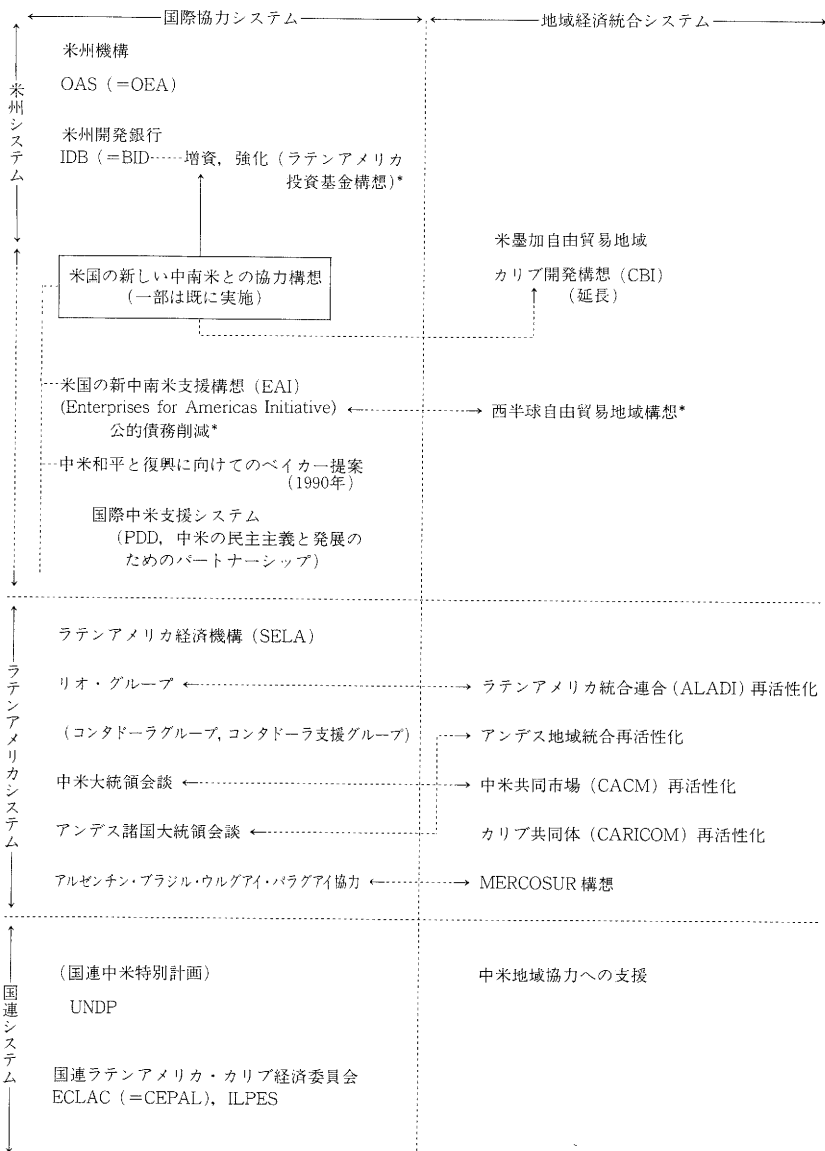 国際協力システム
地域経済統合システム
米州システム
米州機構
OAS (=OEA)
米州開発銀行
IDB (=BID……増資, 強化 (ラテンアメリカ
投資基金構想)*
米墨加自由貿易地域
カリブ開発構想 (CBI)
(延長)
米国の新しい中南米との協力構想
(一部は既に実施)
米国の新中南米支援構想 (EAI)
(Enterprises for Americas Initiative)
公的債務削減*
西半球自由貿易地域構想*
中米和平と復興に向けてのベイカー提案
(1990年)
国際中米支援システム
(PDD, 中米の民主主義と発展の
ためのパートナーシップ)
ラテンアメリカシステム
ラテンアメリカ経済機構 (SELA)
リオ・グループ
ラテンアメリカ統合連合 (ALADI) 再活性化
(コンタドーラグループ, コンタドーラ支援グループ)
アンデス地域統合再活性化
中米大統領会談
中米共同市場 (CACM) 再活性化
アンデス諸国大統領会談
カリブ共同体 (CARICOM) 再活性化
アルゼンチン・ブラジル・ウルグアイ・パラグアイ協力
MERCOSUR 構想
国連システム
(国連中米特別計画)
中米地域協力への支援
UNDP
国連ラテンアメリカ・カリブ経済委員会
ECLAC (=CEPAL), ILPES